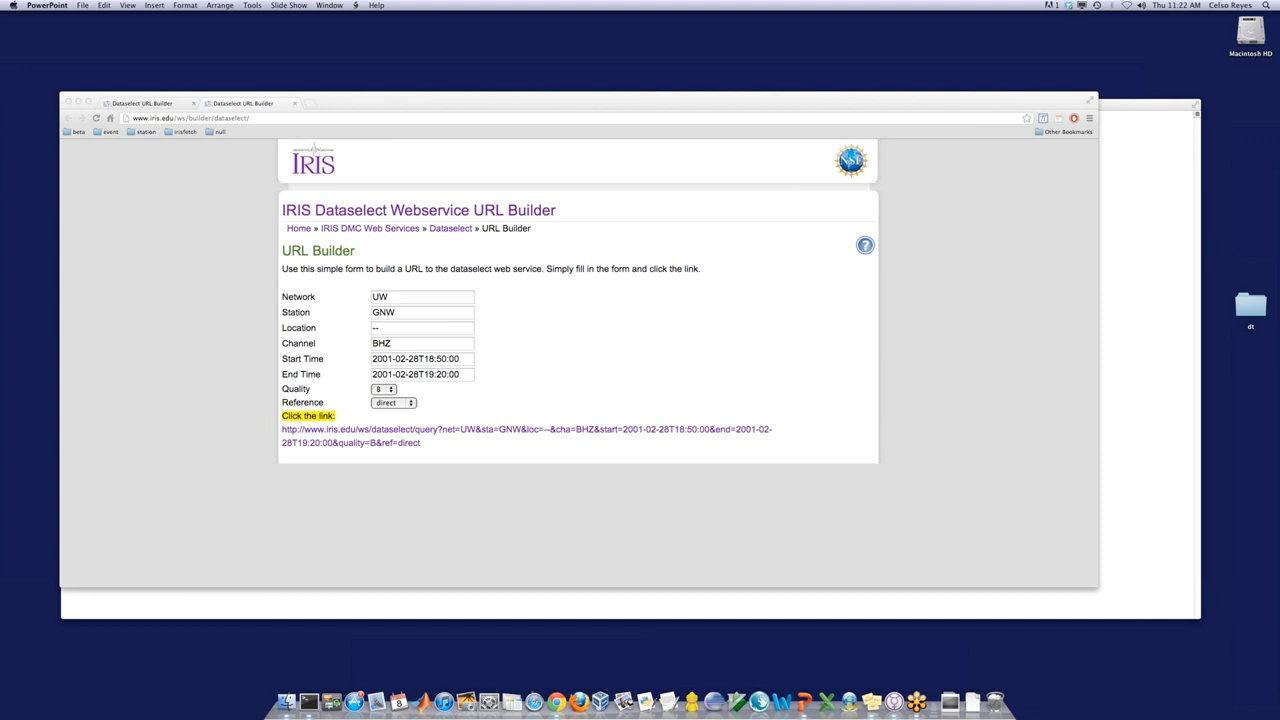 PowerPoint File Edit View Insert Format Arrange Tools Slide Show Window Help
1 Thu 11:22 AM Celso Reyes
Macintosh HD
Dataselect URL Builder
Dataselect URL Builder
www.iris.edu/ws/builder/dataselect/
beta event station irisfetch null
Other Bookmarks
IRIS
NSF
IRIS Dataselect Webservice URL Builder
Home » IRIS DMC Web Services » Dataselect » URL Builder
?
URL Builder
Use this simple form to build a URL to the dataselect web service. Simply fill in the form and click the link.
Network UW
Station GNW
Location --
Channel BHZ
Start Time 2001-02-28T18:50:00
End Time 2001-02-28T19:20:00
Quality B
Reference direct
Click the link:
http://www.iris.edu/ws/dataselect/query?net=UW&sta=GNW&loc=--&cha=BHZ&start=2001-02-28T18:50:00&end=2001-02-
28T19:20:00&quality=B&ref=direct
dt
8